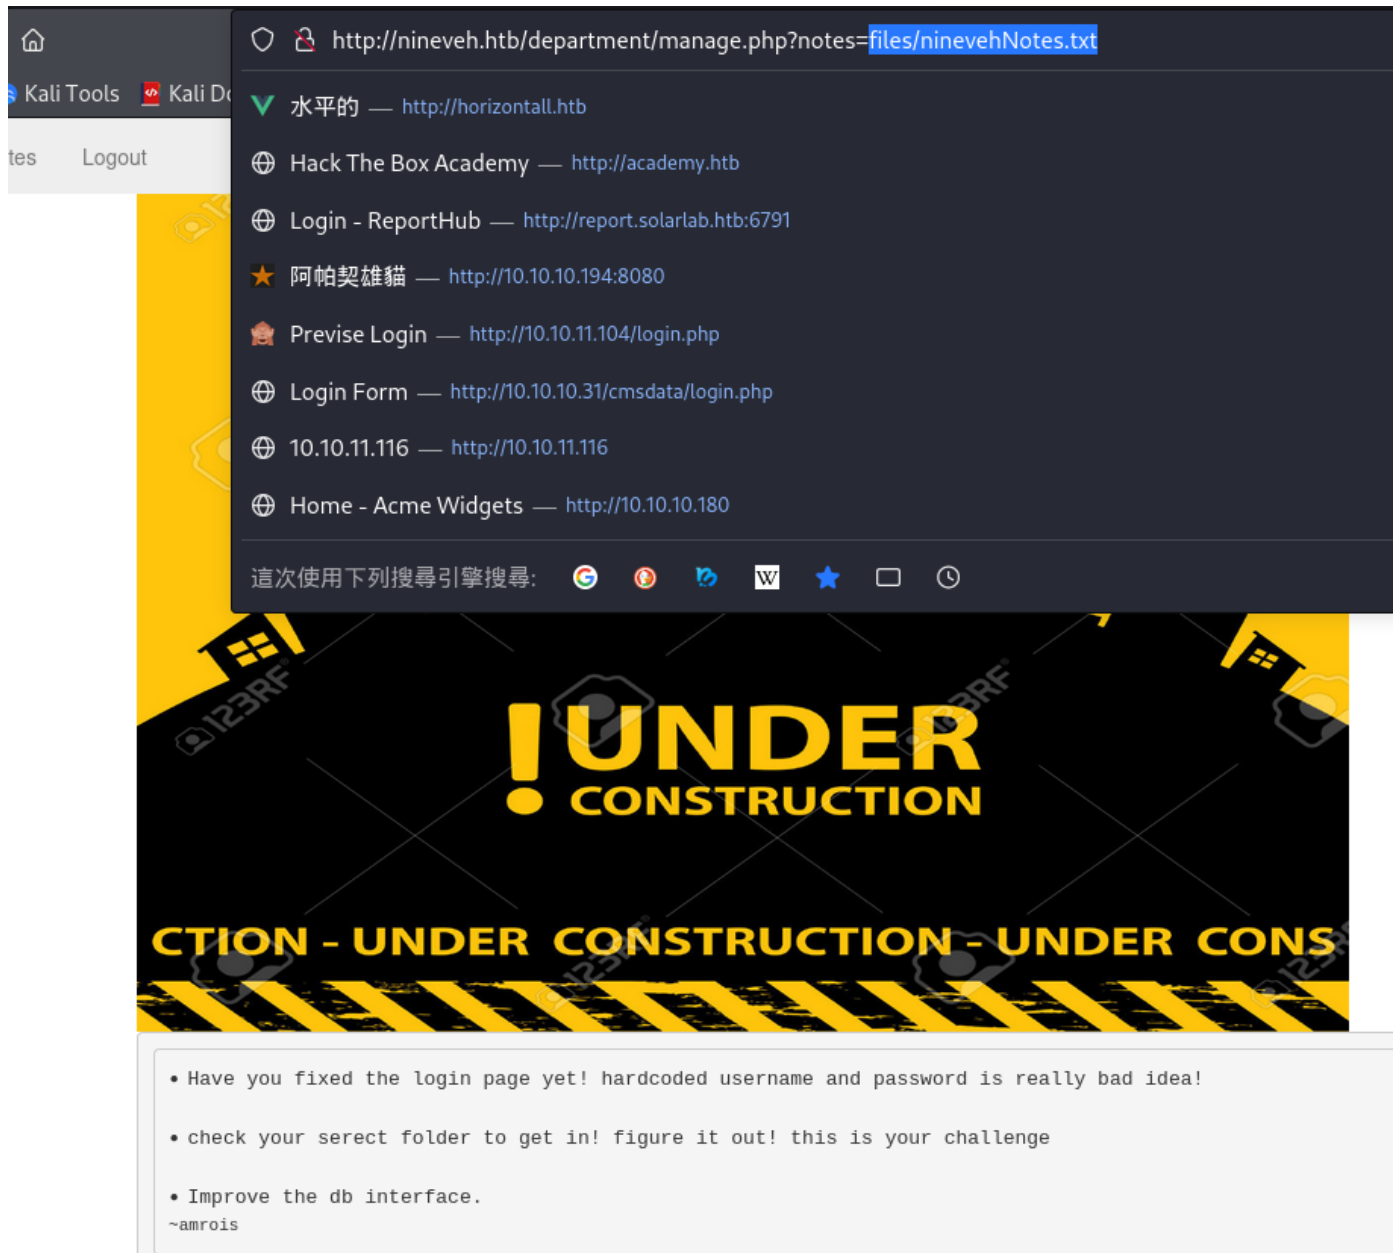 http://nineveh.htb/department/manage.php?notes=files/ninevehNotes.txt
Kali Tools Kali Do
水平的 — http://horizontall.htb
tes Logout
Hack The Box Academy — http://academy.htb
Login - ReportHub — http://report.solarlab.htb:6791
阿帕契雄貓 — http://10.10.10.194:8080
Previse Login — http://10.10.11.104/login.php
Login Form — http://10.10.10.31/cmsdata/login.php
10.10.11.116 — http://10.10.11.116
Home - Acme Widgets — http://10.10.10.180
這次使用下列搜尋引擎搜尋:
W
123RF
123RF
! UNDER
CONSTRUCTION
CTION - UNDER CONSTRUCTION - UNDER CONS
123RF
123RF
• Have you fixed the login page yet! hardcoded username and password is really bad idea!
• check your serect folder to get in! figure it out! this is your challenge
• Improve the db interface.
~amrois